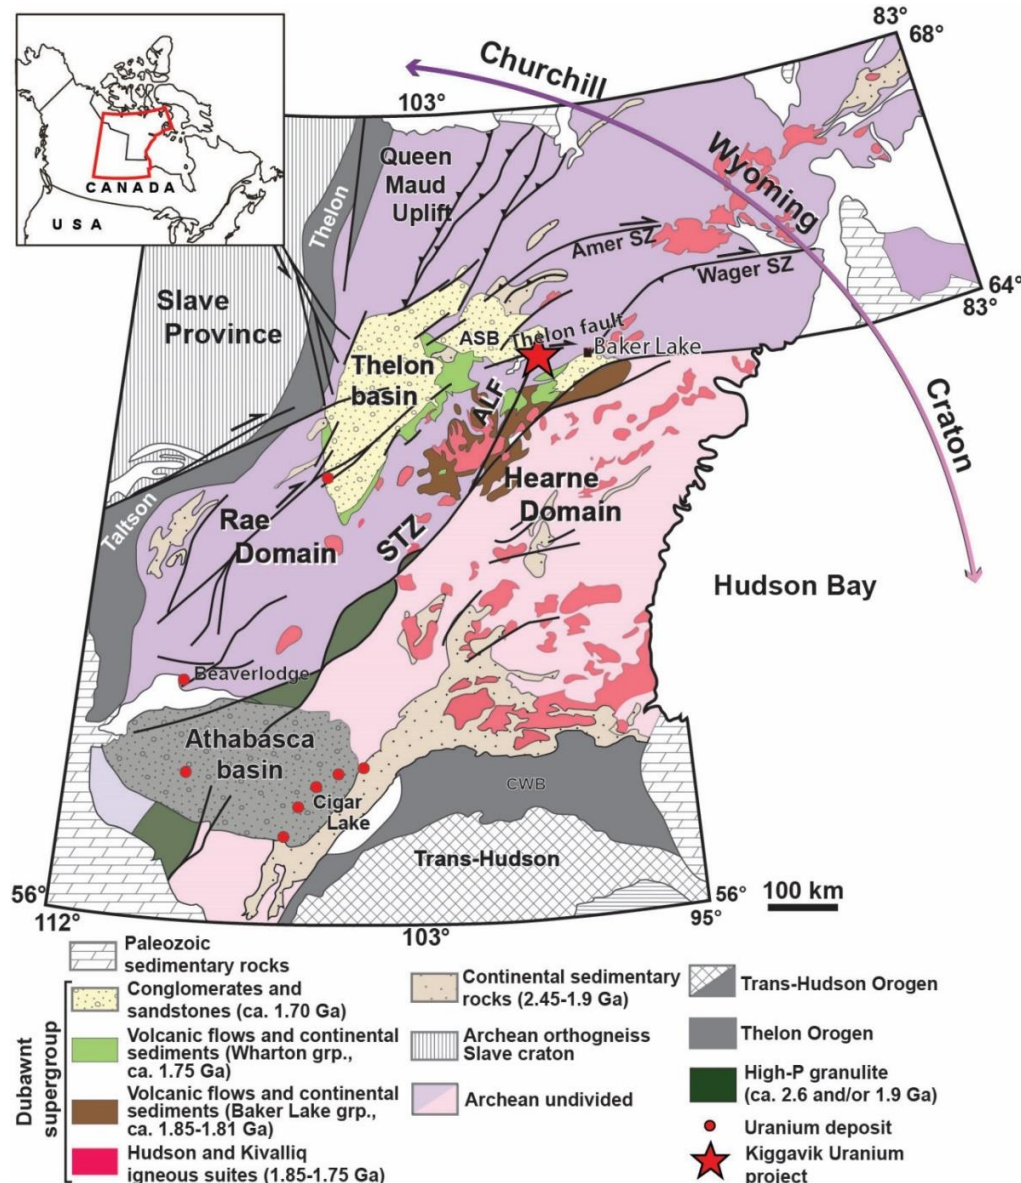 83°
68°
Churchill
103°
Wyoming
CANADA
USA
Queen
Maud
Uplift
Thelon
Amer SZ
Wager SZ
64°
83°
Slave
Province
ASB
Thelon fault
Baker Lake
Thelon
basin
ALF
Craton
Hearne
Domain
Rae
Domain
STZ
Taltson
Hudson Bay
Beaverlodge
Athabasca
basin
Cigar
Lake
CWB
Trans-Hudson
56°
112°
103°
56°
95°
100 km
Paleozoic
sedimentary rocks
Dubawnt
supergroup
Conglomerates and
sandstones (ca. 1.70 Ga)
Volcanic flows and continental
sediments (Wharton grp.,
ca. 1.75 Ga)
Volcanic flows and continental
sediments (Baker Lake grp.,
ca. 1.85-1.81 Ga)
Hudson and Kivalliq
igneous suites (1.85-1.75 Ga)
Continental sedimentary
rocks (2.45-1.9 Ga)
Archean orthogneiss
Slave craton
Archean undivided
Trans-Hudson Orogen
Thelon Orogen
High-P granulite
(ca. 2.6 and/or 1.9 Ga)
Uranium deposit
Kiggavik Uranium
project